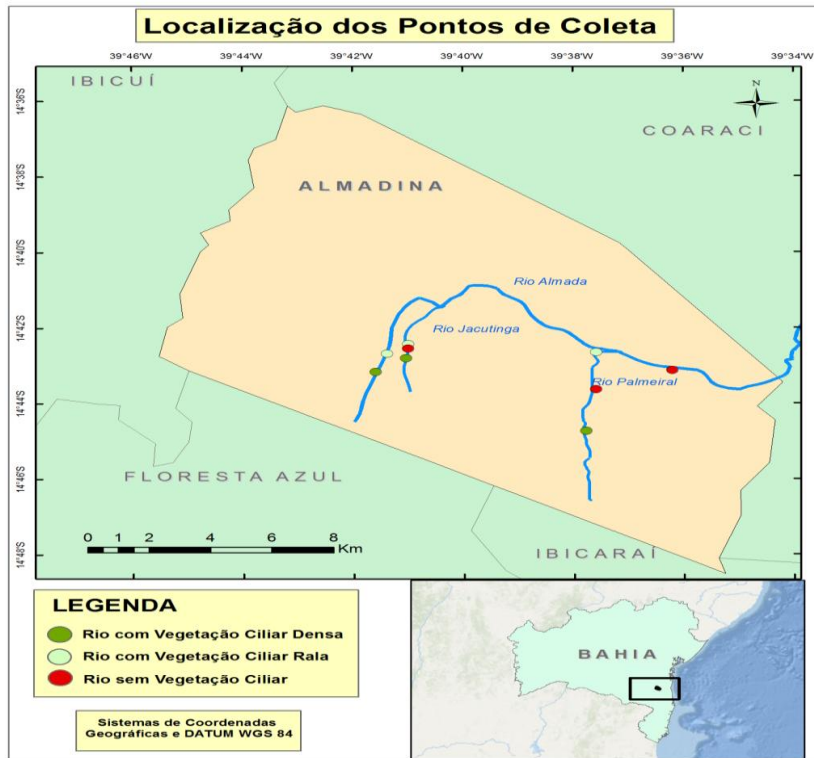 Localização dos Pontos de Coleta
39°46'W 39°44'W 39°42'W 39°40'W 39°38'W 39°36'W 39°34'W
IBICUÍ
14°36'S
N
COARACI
14°38'S
ALMADINA
14°40'S
Rio Almada
14°42'S
Rio Jacutinga
Rio Palmeiral
14°44'S
14°46'S
FLORESTA AZUL
0 1 2 4 6 8
Km
IBICARAÍ
14°48'S
LEGENDA
Rio com Vegetação Ciliar Densa
Rio com Vegetação Ciliar Rala
Rio sem Vegetação Ciliar
Sistemas de Coordenadas
Geográficas e DATUM WGS 84
BAHIA